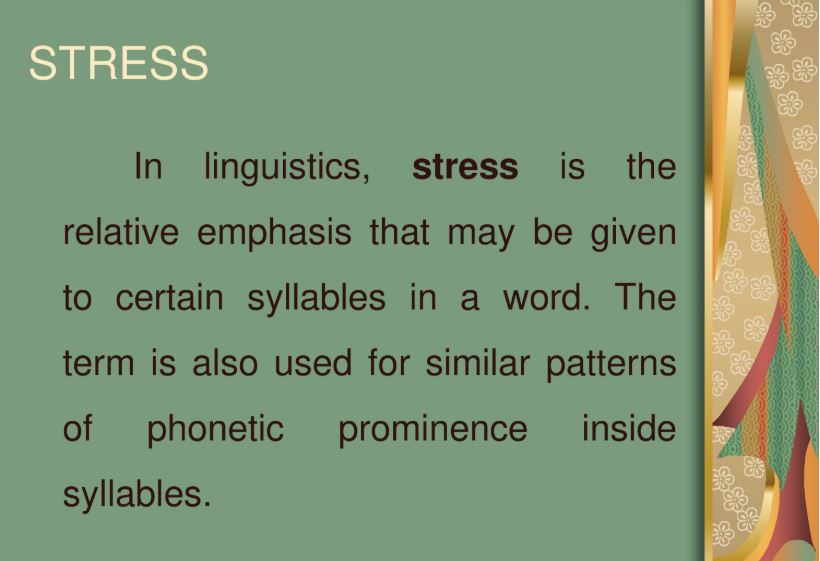 STRESS
In linguistics, stress is the
relative emphasis that may be given
to certain syllables in a word. The
term is also used for similar patterns
of phonetic prominence inside
syllables.